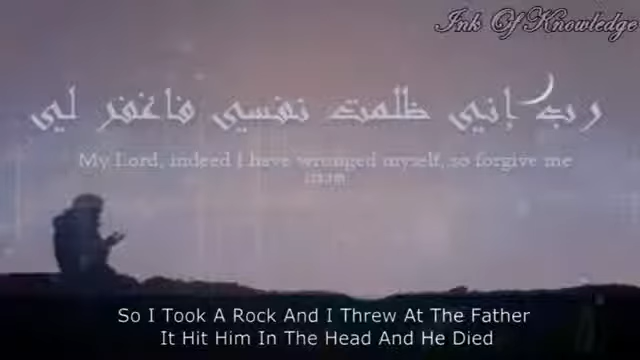 Ink Of Knowledge
رب إني ظلمت نفسي فاغفر لي
My Lord, indeed I have wronged myself, so forgive me
So I Took A Rock And I Threw At The Father
It Hit Him In The Head And He Died